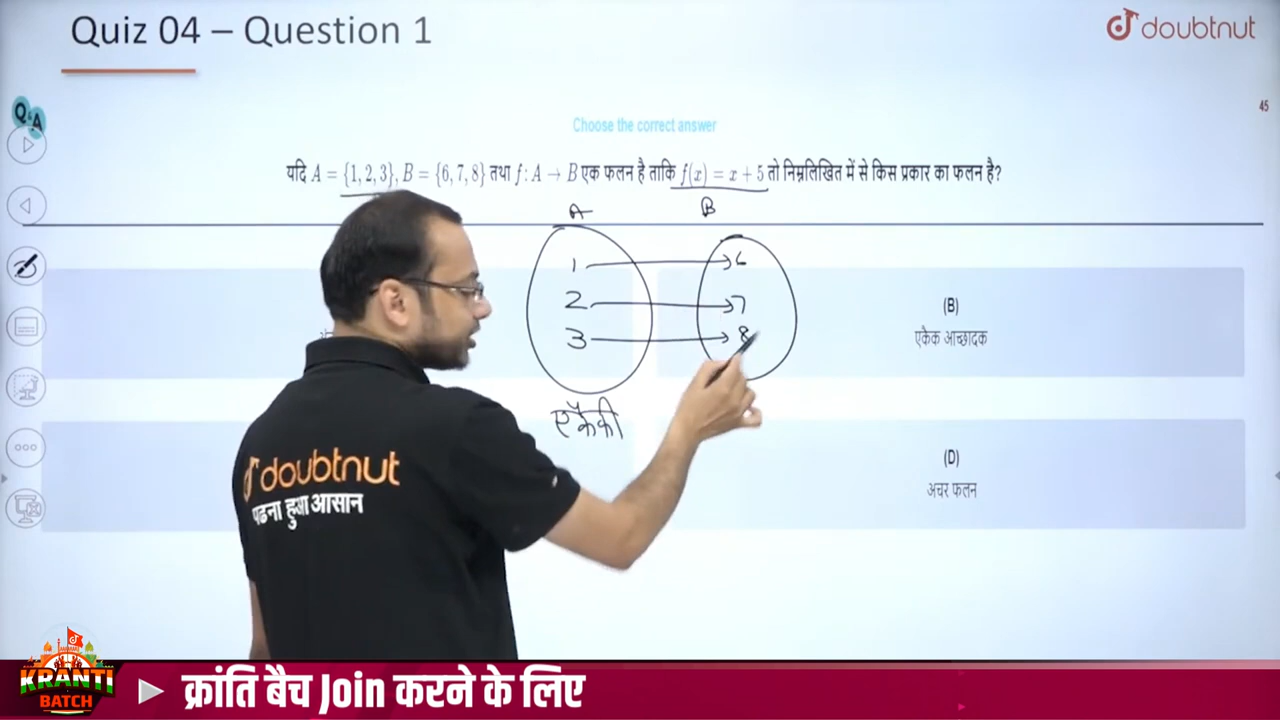 Quiz 04 – Question 1
doubtnut
Q&A
45
Choose the correct answer
यदि A = {1, 2, 3}, B = {6, 7, 8} तथा f: A → B एक फलन है ताकि f(x) = x + 5 तो निम्नलिखित में से किस प्रकार का फलन है?
A B
1 6
2 7
3 8
(B)
एकैक आच्छादक
एकैकी
(D)
अचर फलन
doubtnut
पढना हुआ आसान
KRANTI
BATCH
क्रांति बैच Join करने के लिए